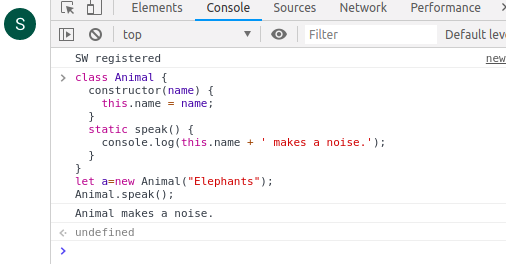 S
Elements Console Sources Network Performance
top Filter Default leve
SW registered new
class Animal {
constructor(name) {
this.name = name;
}
static speak() {
console.log(this.name + ' makes a noise.');
}
}
let a=new Animal("Elephants");
Animal.speak();
Animal makes a noise.
undefined